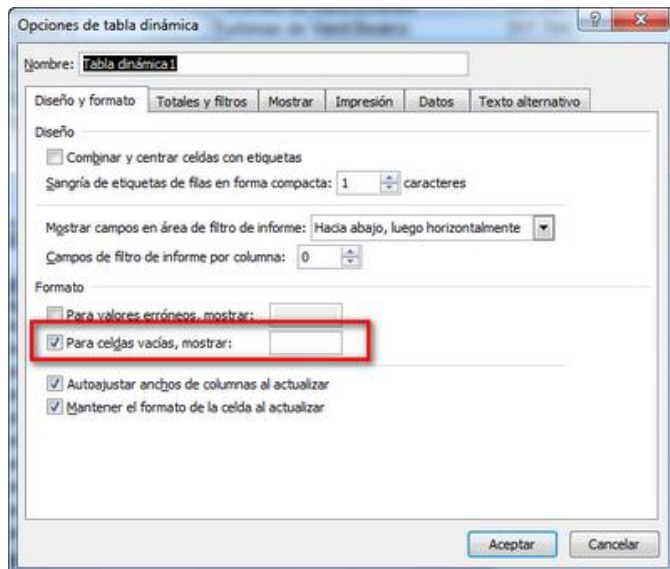 Opciones de tabla dinámica
Nombre: Tabla dinámica1
Diseño y formato Totales y filtros Mostrar Impresión Datos Texto alternativo
Diseño
Combinar y centrar celdas con etiquetas
Sangría de etiquetas de filas en forma compacta: 1 caracteres
Mostrar campos en área de filtro de informe: Hacia abajo, luego horizontalmente
Campos de filtro de informe por columna: 0
Formato
Para valores erróneos, mostrar:
Para celdas vacías, mostrar:
Autoajustar anchos de columnas al actualizar
Mantener el formato de la celda al actualizar
Aceptar Cancelar